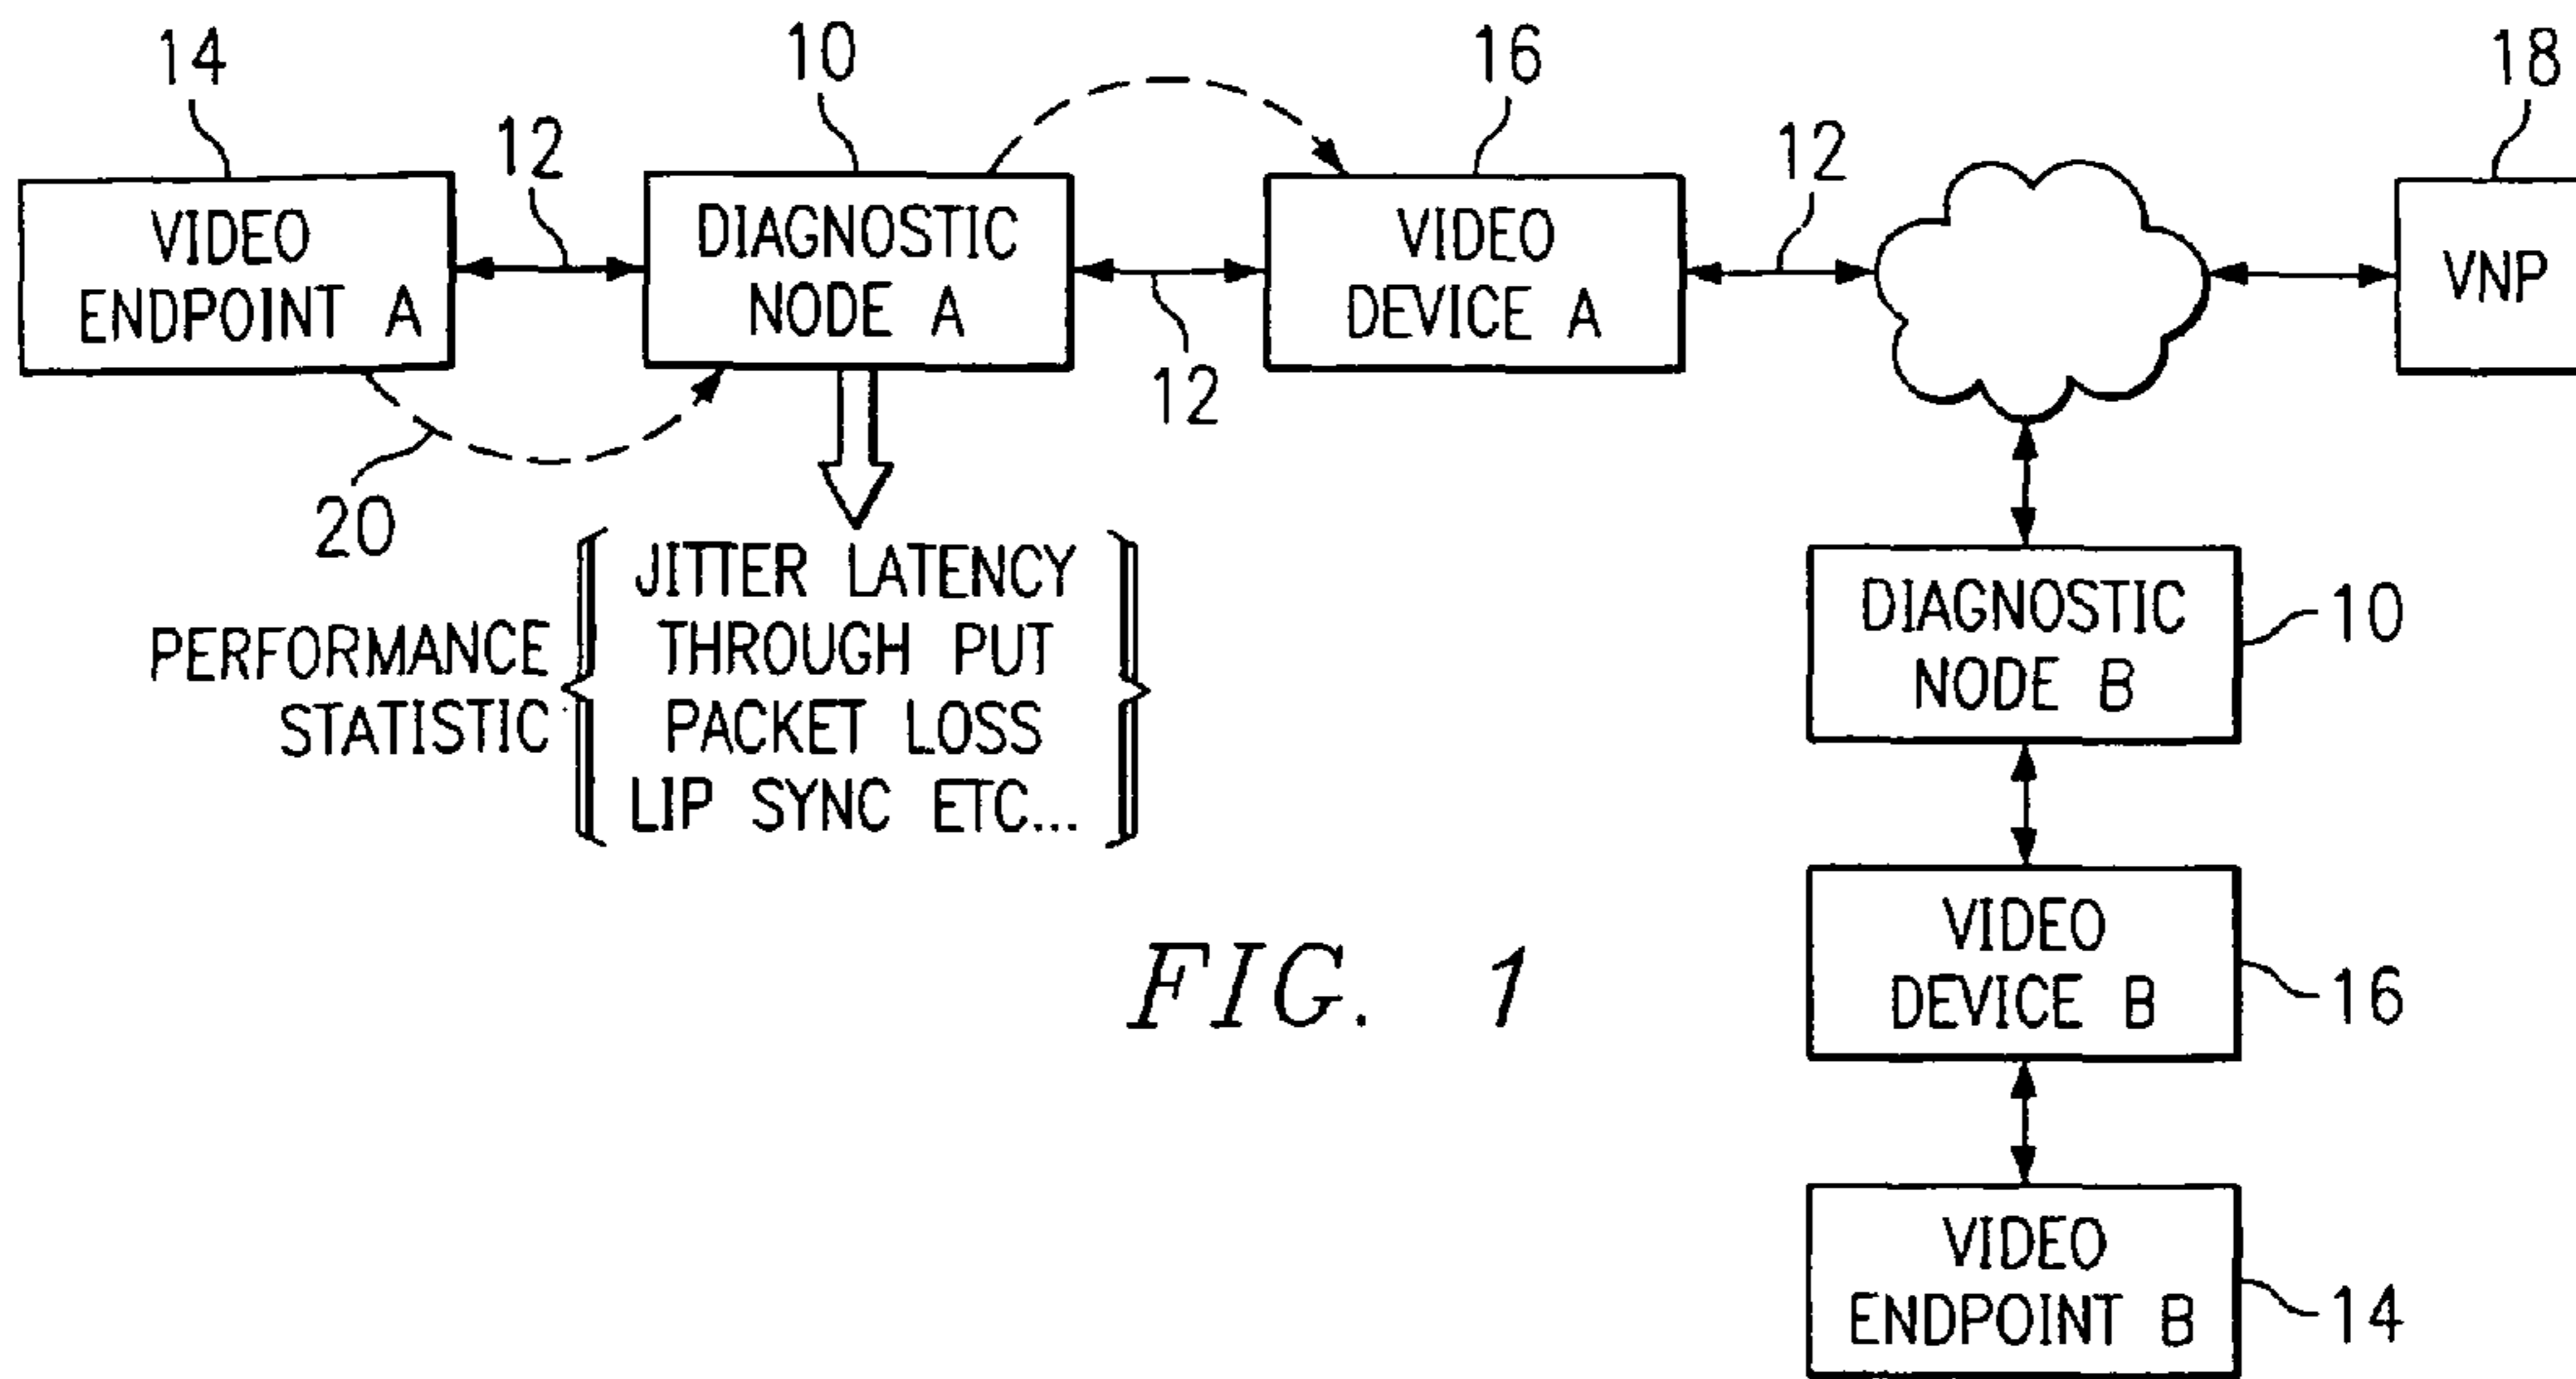 14
10
16
18
12
12
VIDEO
ENDPOINT A
DIAGNOSTIC
NODE A
VIDEO
DEVICE A
VNP
12
20
PERFORMANCE
STATISTIC
JITTER LATENCY
THROUGH PUT
PACKET LOSS
LIP SYNC ETC...
DIAGNOSTIC
NODE B
10
VIDEO
DEVICE B
16
FIG. 1
VIDEO
ENDPOINT B
14